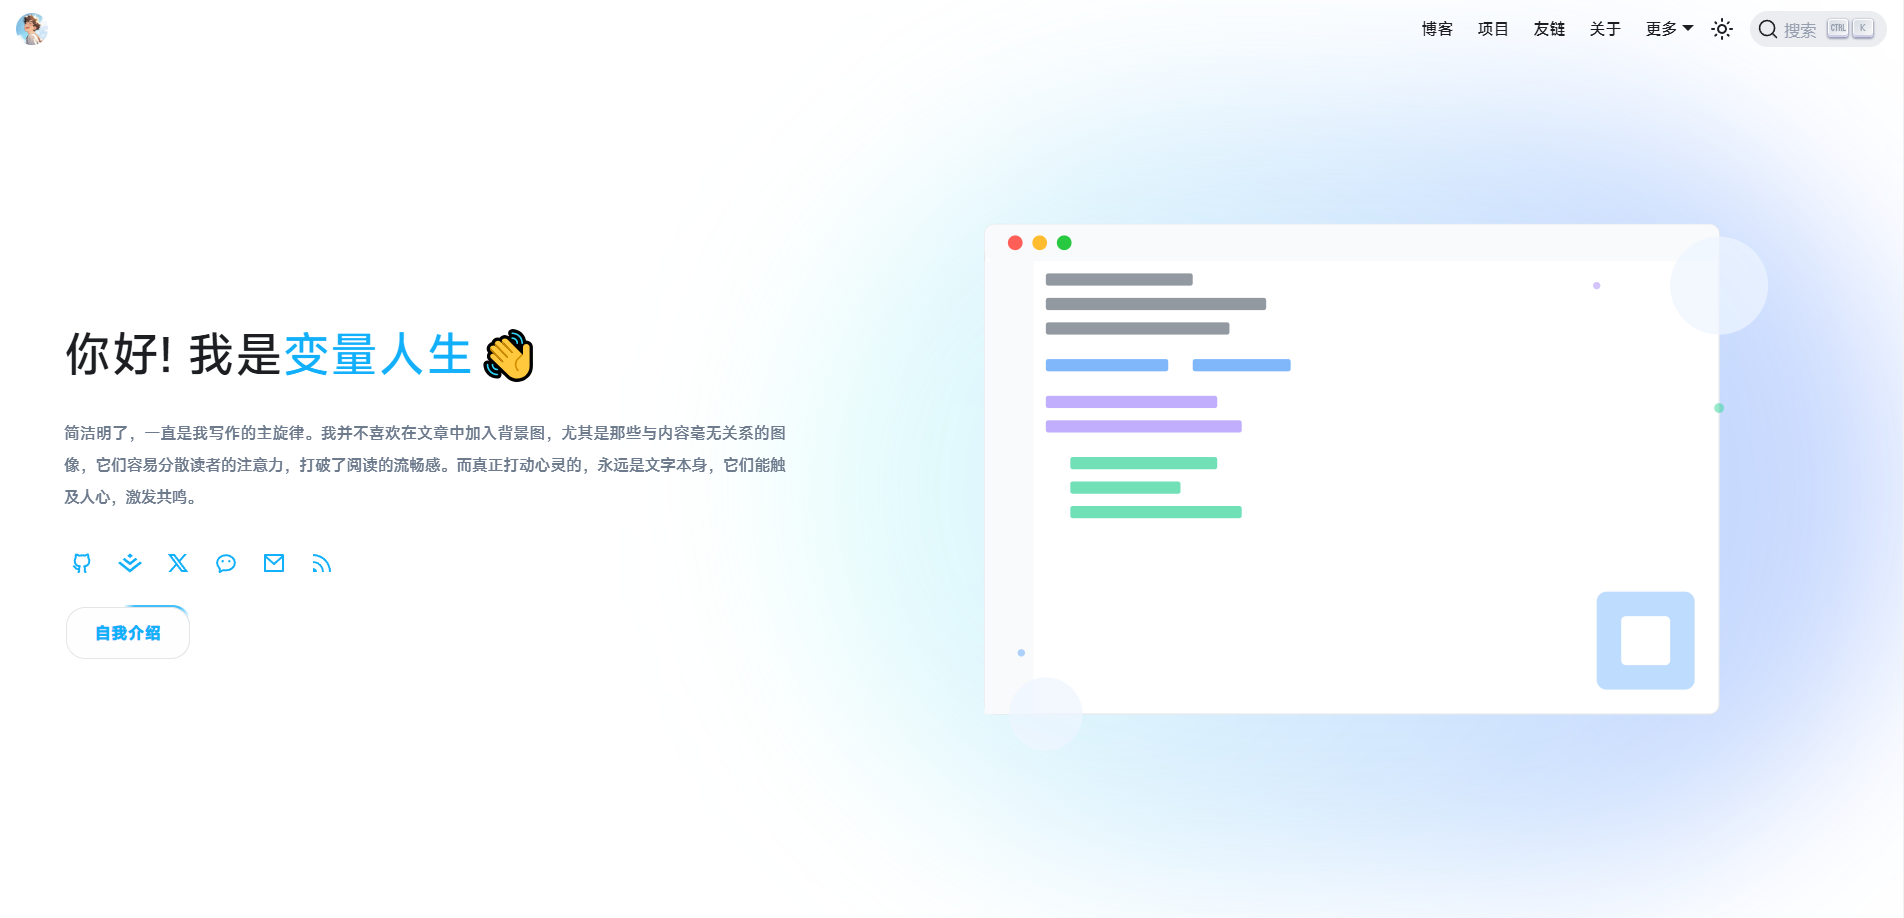 博客 项目 友链 关于 更多 搜索 CTRL K
你好! 我是变量人生
简洁明了，一直是我写作的主旋律。我并不喜欢在文章中加入背景图，尤其是那些与内容毫无关系的图
像，它们容易分散读者的注意力，打破了阅读的流畅感。而真正打动心灵的，永远是文字本身，它们能触
及人心，激发共鸣。
自我介绍